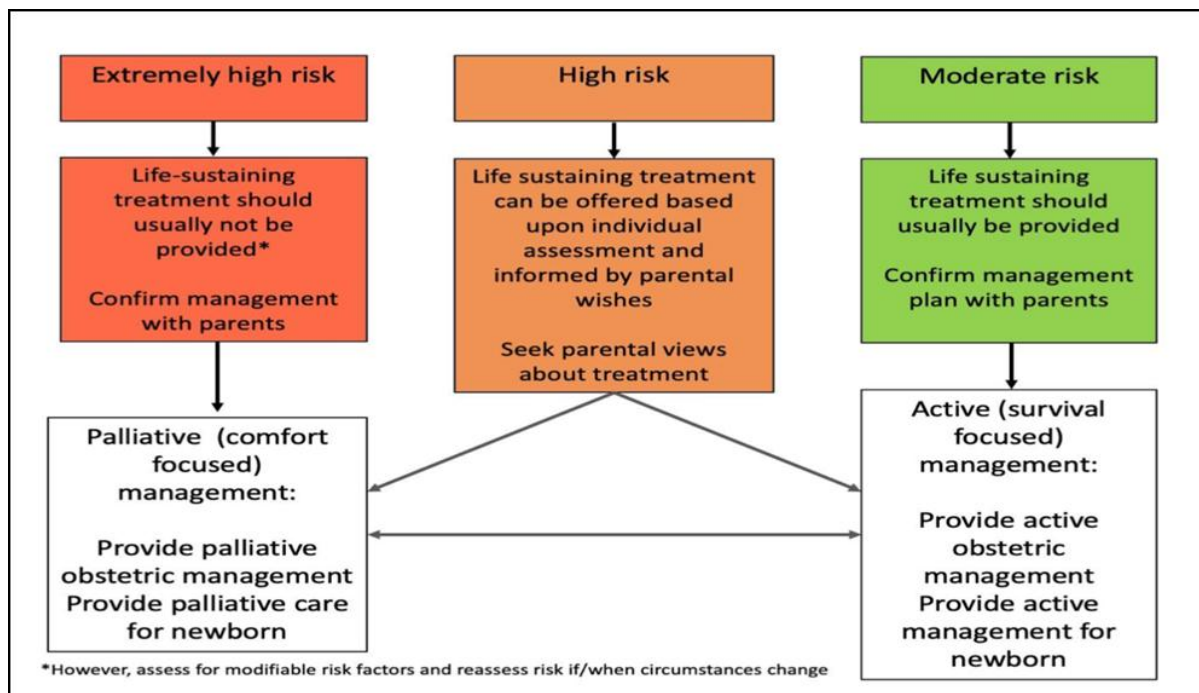 Extremely high risk
High risk
Moderate risk
Life-sustaining
treatment should
usually not be
provided*
Confirm management
with parents
Life sustaining treatment
can be offered based
upon individual
assessment and
informed by parental
wishes
Seek parental views
about treatment
Life sustaining
treatment should
usually be provided
Confirm management
plan with parents
Palliative (comfort
focused)
management:
Provide palliative
obstetric management
Provide palliative care
for newborn
Active (survival
focused)
management:
Provide active
obstetric
management
Provide active
management for
newborn
*However, assess for modifiable risk factors and reassess risk if/when circumstances change